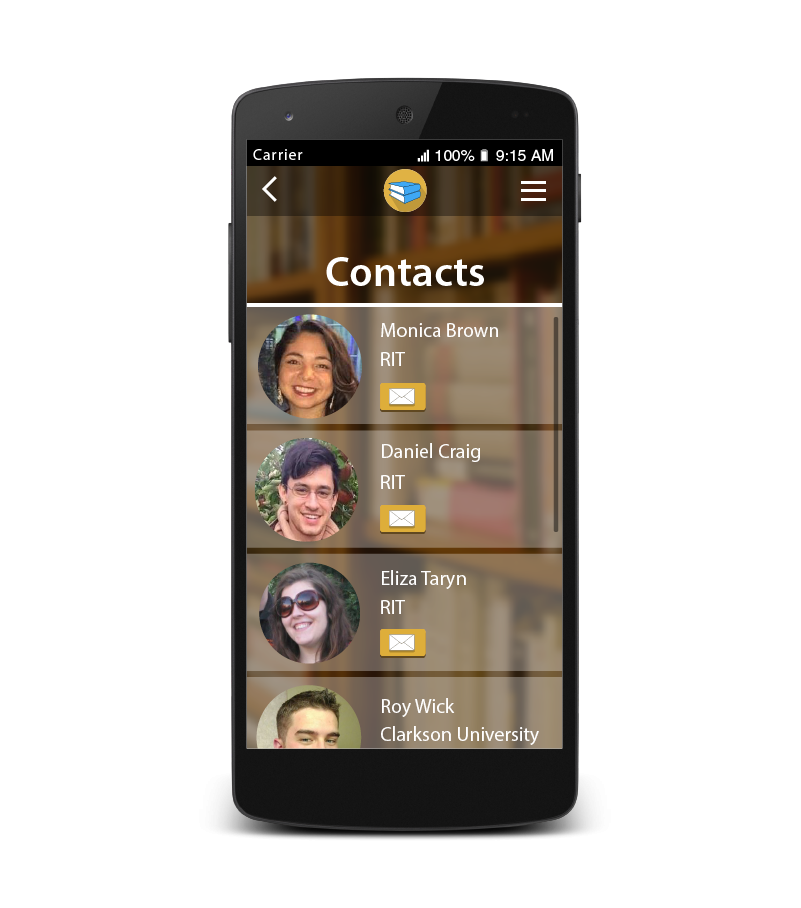 Carrier 100% 9:15 AM
Contacts
Monica Brown
RIT
Daniel Craig
RIT
Eliza Taryn
RIT
Roy Wick
Clarkson University